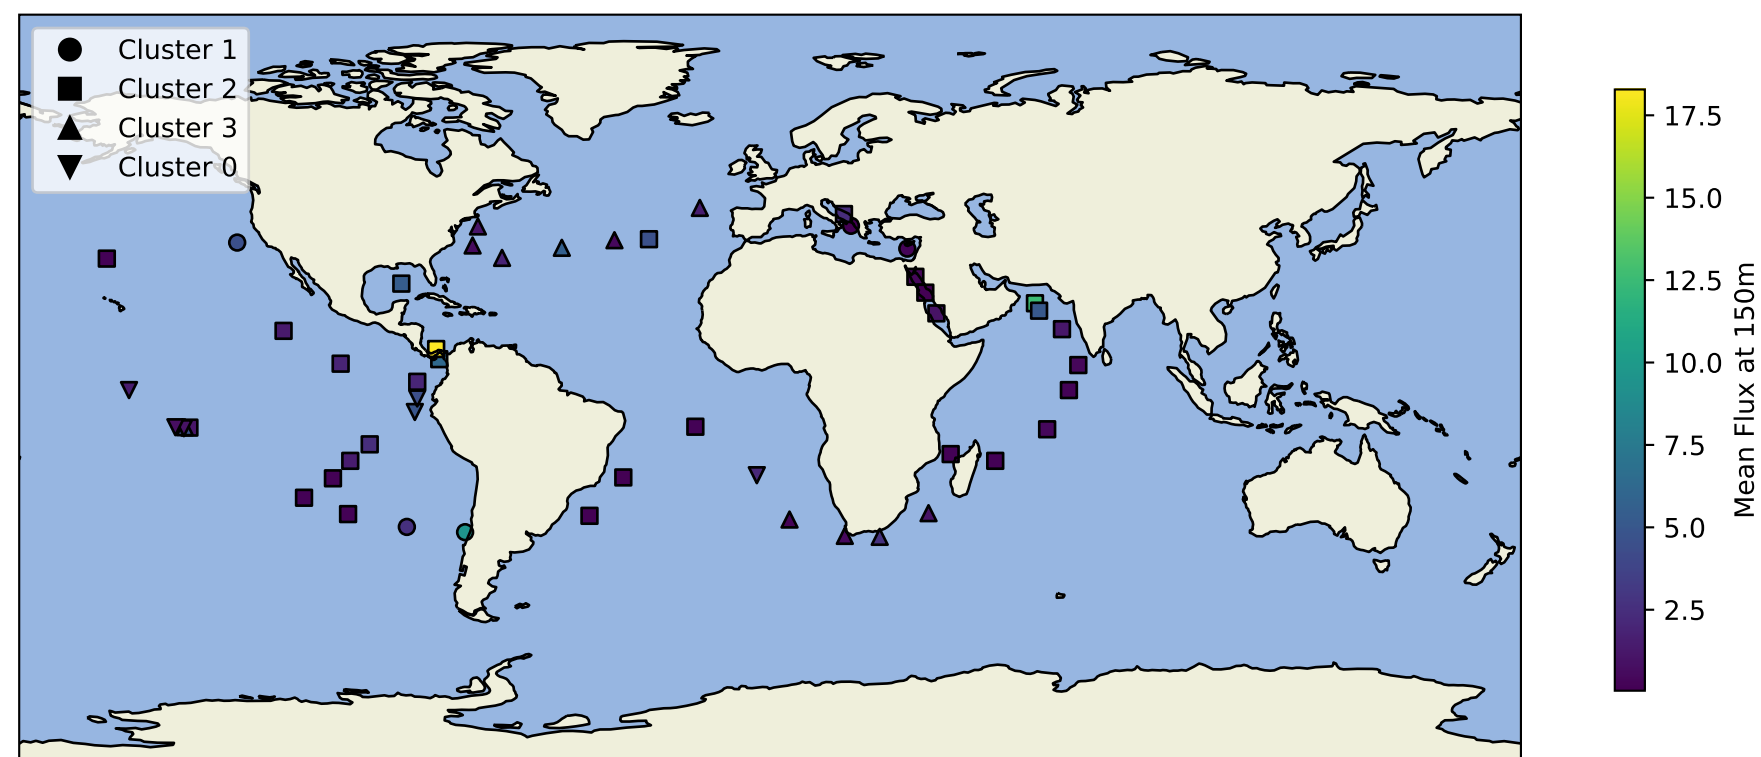 Cluster 1
Cluster 2
Cluster 3
Cluster 0
17.5
15.0
12.5
10.0
7.5
5.0
2.5
Mean Flux at 150m